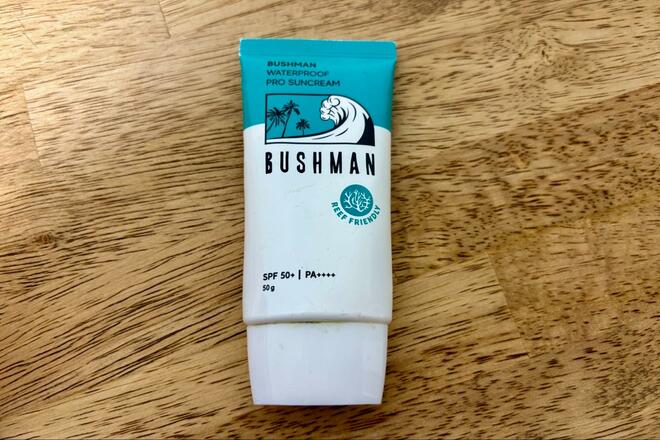 BUSHMAN
WATERPROOF
PRO SUNCREAM
BUSHMAN
REEF FRIENDLY
SPF 50+ | PA++++
50g